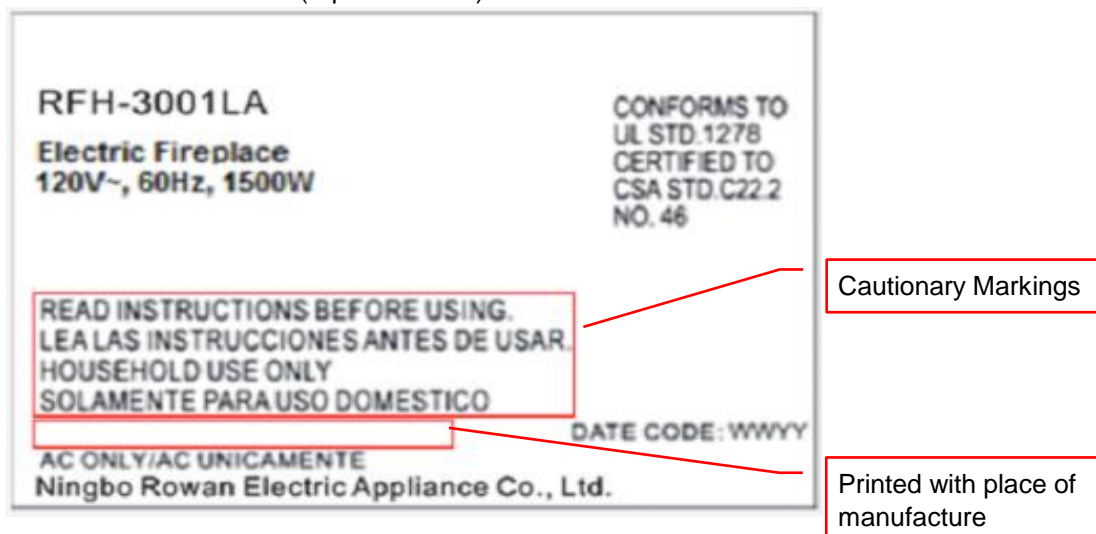 RFH-3001LA
Electric Fireplace
120V~, 60Hz, 1500W
CONFORMS TO
UL STD.1278
CERTIFIED TO
CSA STD.C22.2
NO. 46
READ INSTRUCTIONS BEFORE USING.
LEA LAS INSTRUCCIONES ANTES DE USAR.
HOUSEHOLD USE ONLY
SOLAMENTE PARA USO DOMESTICO
DATE CODE: WWYY
AC ONLY/AC UNICAMENTE
Ningbo Rowan Electric Appliance Co., Ltd.
Cautionary Markings
Printed with place of
manufacture